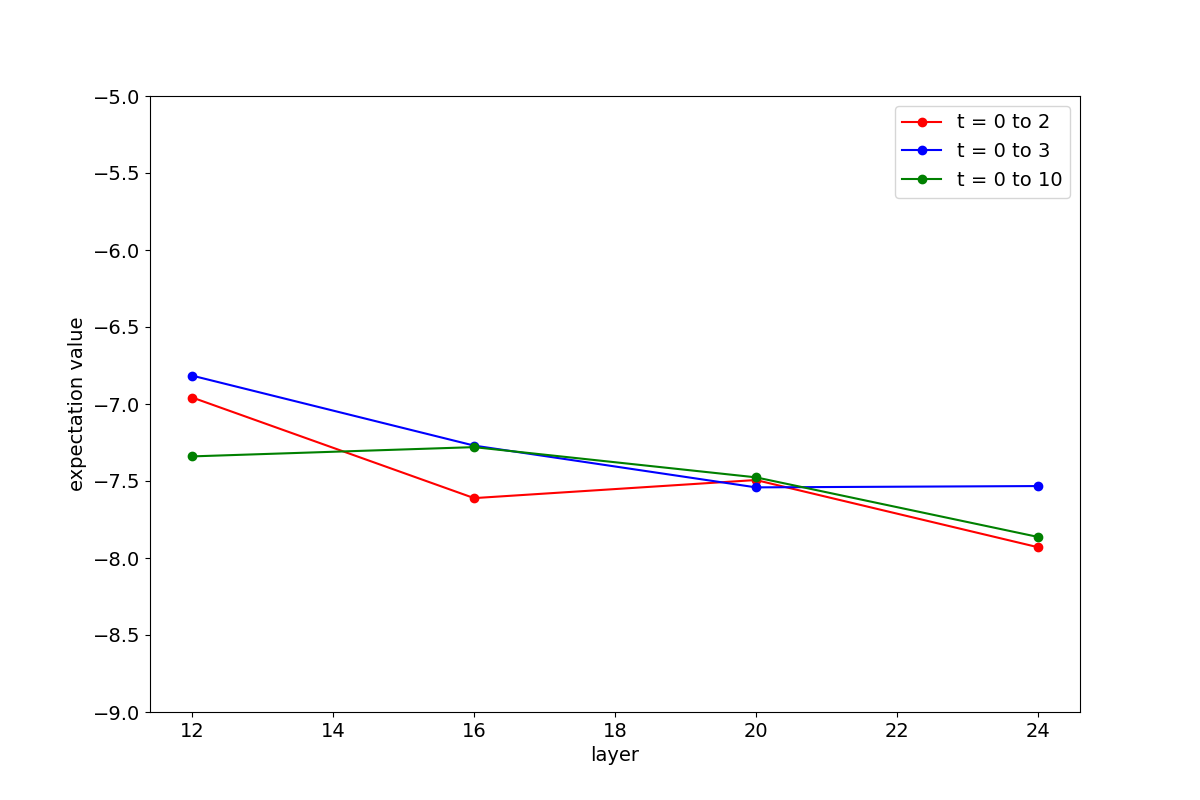 −5.0
−5.5
−6.0
−6.5
−7.0
−7.5
−8.0
−8.5
−9.0
expectation value
t = 0 to 2
t = 0 to 3
t = 0 to 10
12 14 16 18 20 22 24
layer